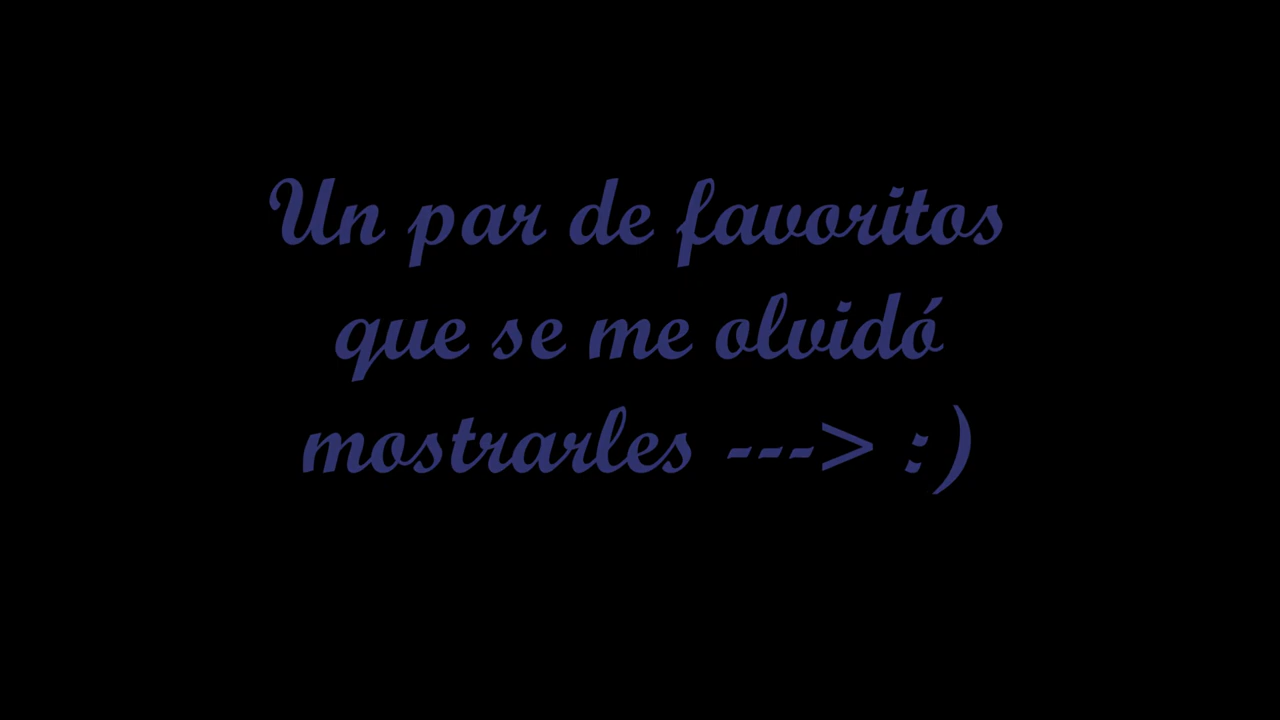 Un par de favoritos
que se me olvidó
mostrarles ---> :)